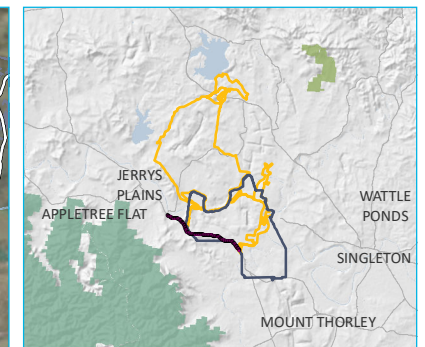 JERRYS
PLAINS
APPLETREE FLAT
WATTLE
PONDS
SINGLETON
MOUNT THORLEY